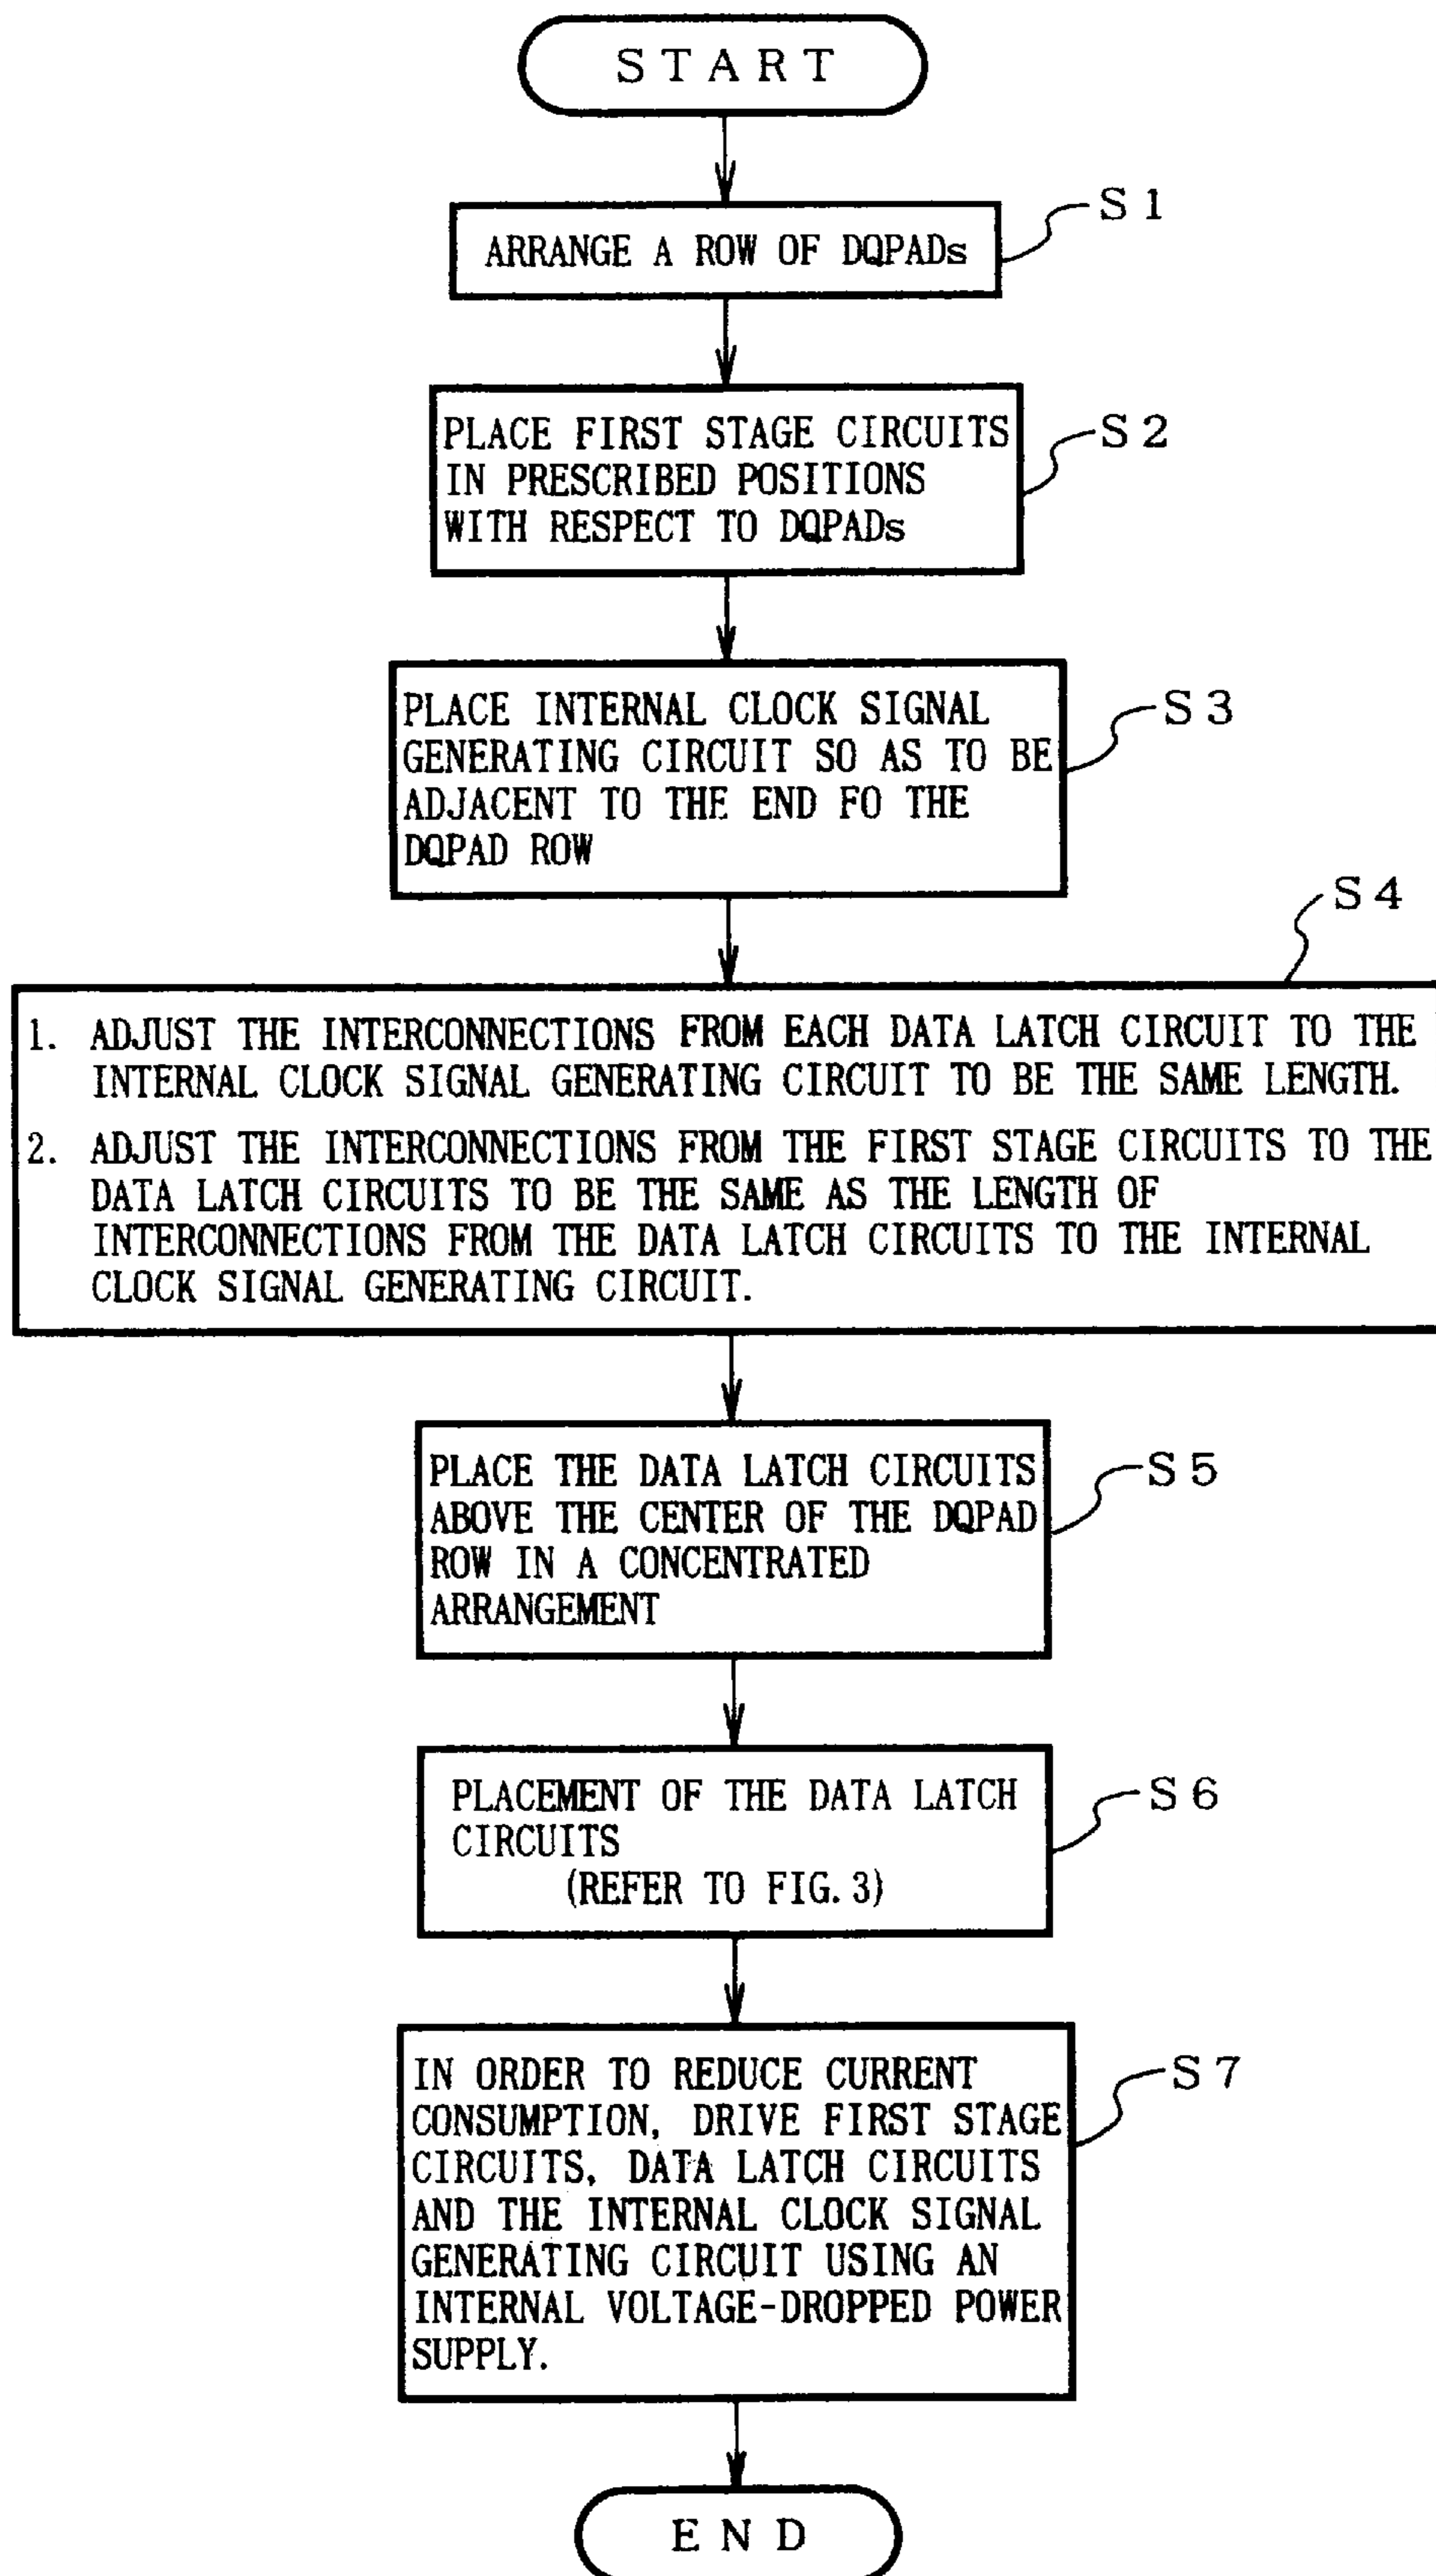 START
S1
ARRANGE A ROW OF DQPADs
S2
PLACE FIRST STAGE CIRCUITS
IN PRESCRIBED POSITIONS
WITH RESPECT TO DQPADs
S3
PLACE INTERNAL CLOCK SIGNAL
GENERATING CIRCUIT SO AS TO BE
ADJACENT TO THE END FO THE
DQPAD ROW
S4
1. ADJUST THE INTERCONNECTIONS FROM EACH DATA LATCH CIRCUIT TO THE
INTERNAL CLOCK SIGNAL GENERATING CIRCUIT TO BE THE SAME LENGTH.
2. ADJUST THE INTERCONNECTIONS FROM THE FIRST STAGE CIRCUITS TO THE
DATA LATCH CIRCUITS TO BE THE SAME AS THE LENGTH OF
INTERCONNECTIONS FROM THE DATA LATCH CIRCUITS TO THE INTERNAL
CLOCK SIGNAL GENERATING CIRCUIT.
S5
PLACE THE DATA LATCH CIRCUITS
ABOVE THE CENTER OF THE DQPAD
ROW IN A CONCENTRATED
ARRANGEMENT
S6
PLACEMENT OF THE DATA LATCH
CIRCUITS
(REFER TO FIG.3)
S7
IN ORDER TO REDUCE CURRENT
CONSUMPTION, DRIVE FIRST STAGE
CIRCUITS, DATA LATCH CIRCUITS
AND THE INTERNAL CLOCK SIGNAL
GENERATING CIRCUIT USING AN
INTERNAL VOLTAGE-DROPPED POWER
SUPPLY.
END